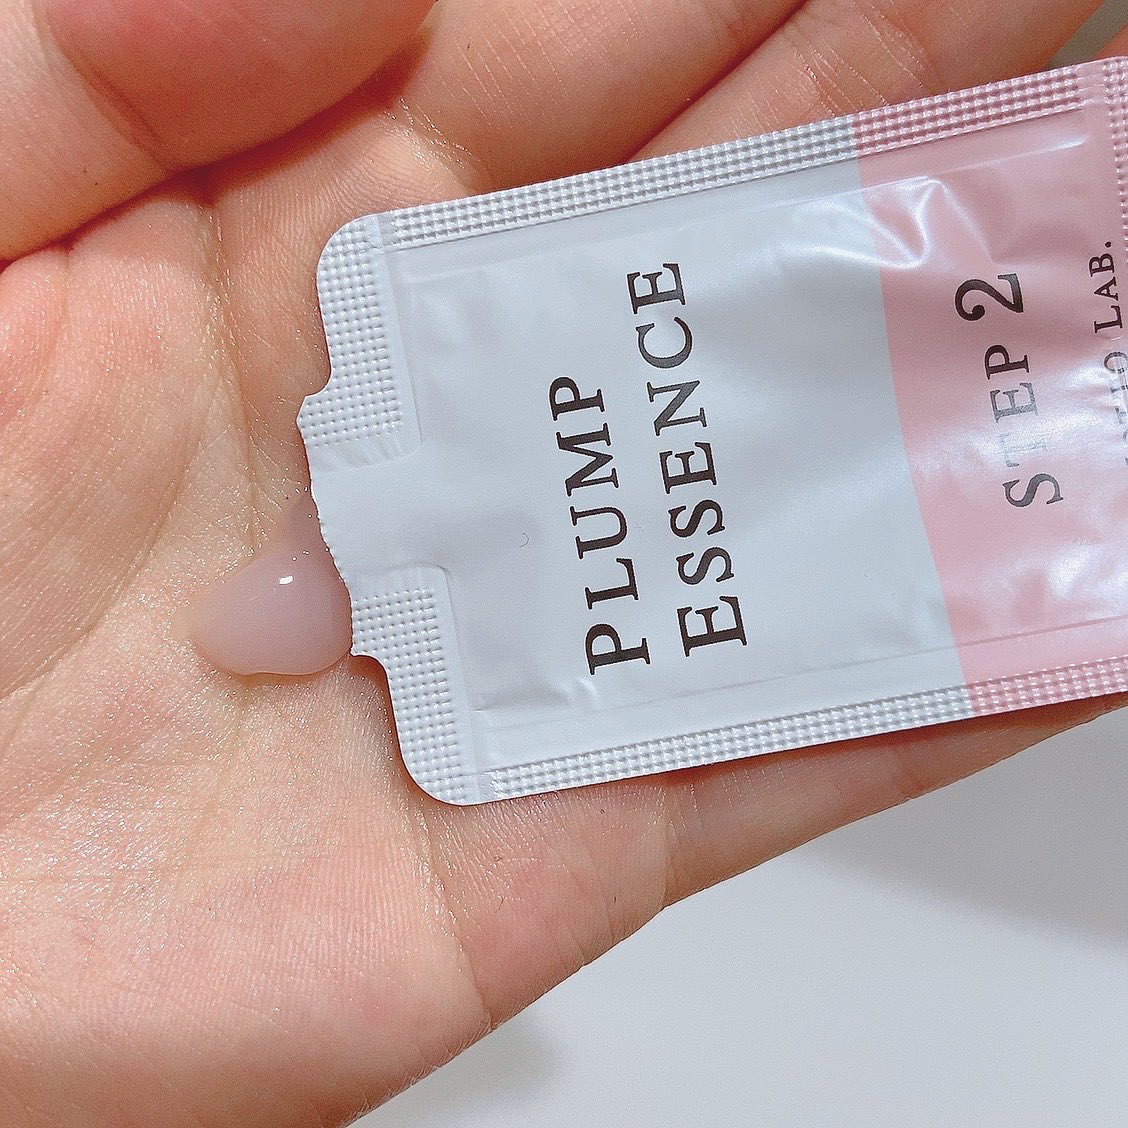 PLUMP
ESSENCE
STEP 2
LAB.